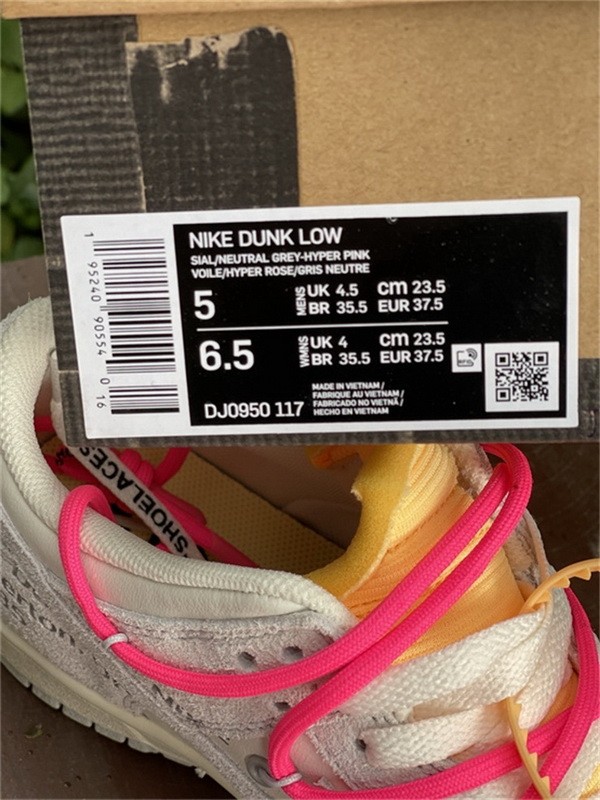 NIKE DUNK LOW
SIAL/NEUTRAL GREY-HYPER PINK
VOILE/HYPER ROSE/GRIS NEUTRE
5 MENS UK 4.5 cm 23.5
BR 35.5 EUR 37.5
6.5 WMNS UK 4 cm 23.5
BR 35.5 EUR 37.5
DJ0950 117
MADE IN VIETNAM /
FABRIQUE AU VIETNAM /
FABRICADO NO VIETNÃ /
HECHO EN VIETNAM
1 95240 90554 0 16
"SHOELACES